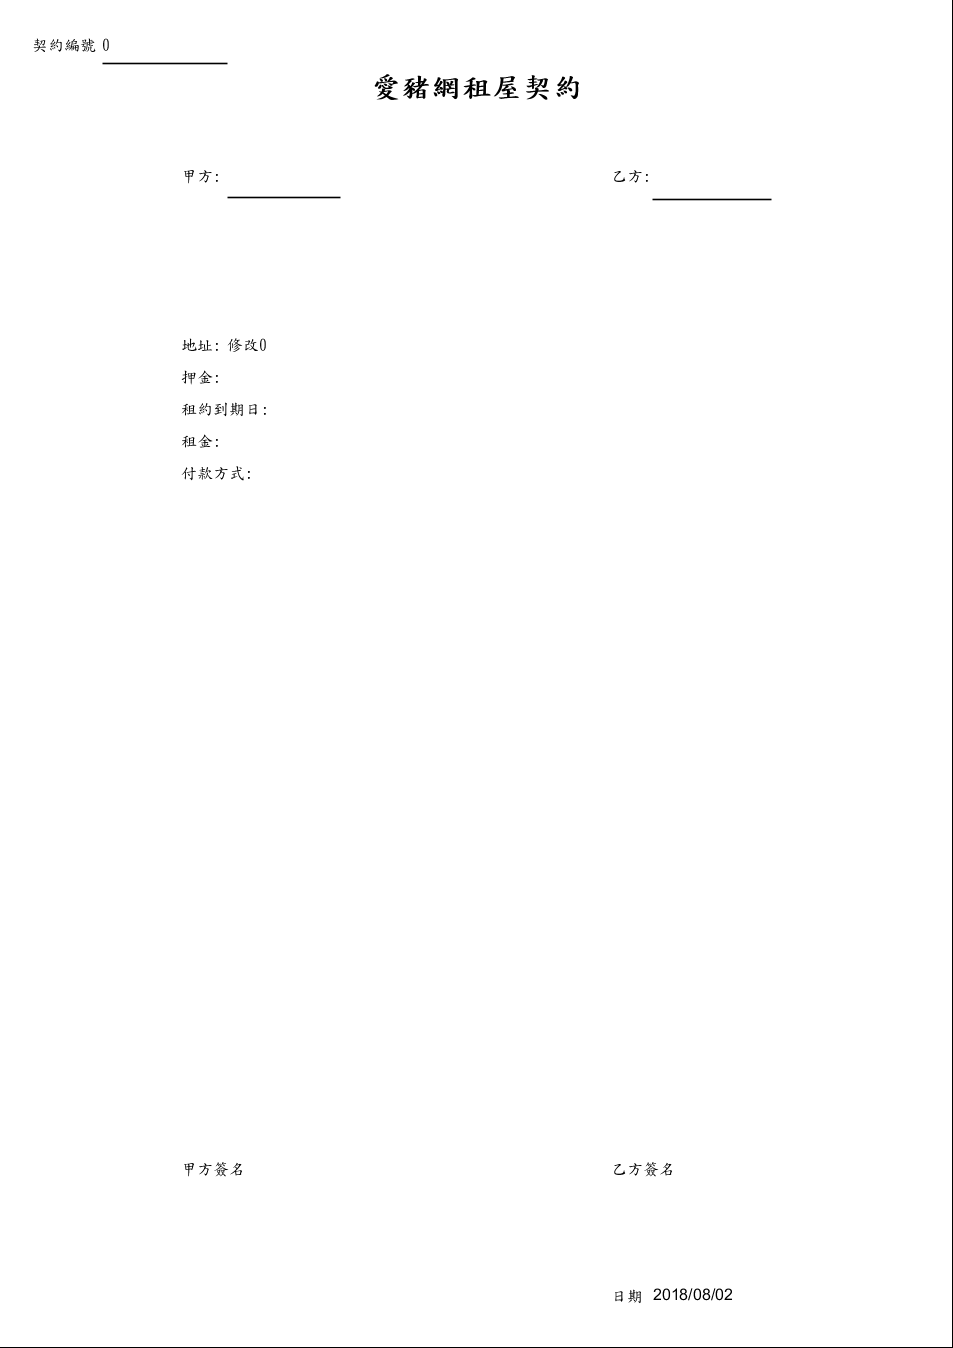 契約編號 0
愛豬網租屋契約
甲方： 乙方：
地址：修改0
押金：
租約到期日：
租金：
付款方式：
甲方簽名 乙方簽名
日期 2018/08/02